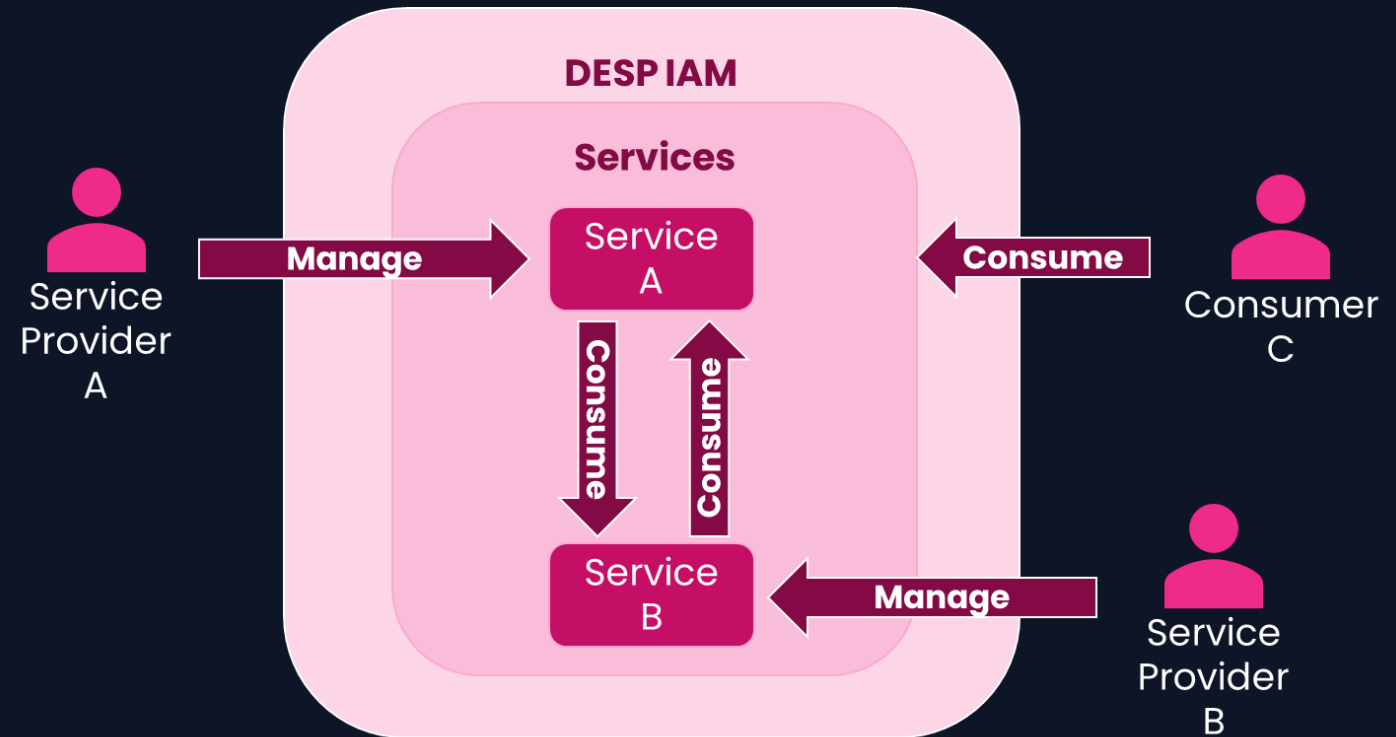 DESP IAM
Services
Service
A
Manage
Consume
Service
Provider
A
Consumer
C
Consume
Consume
Service
B
Manage
Service
Provider
B